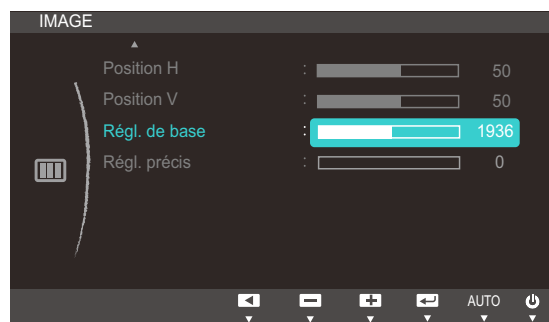 IMAGE
Position H : 50
Position V : 50
Régl. de base : 1936
Régl. précis : 0
AUTO